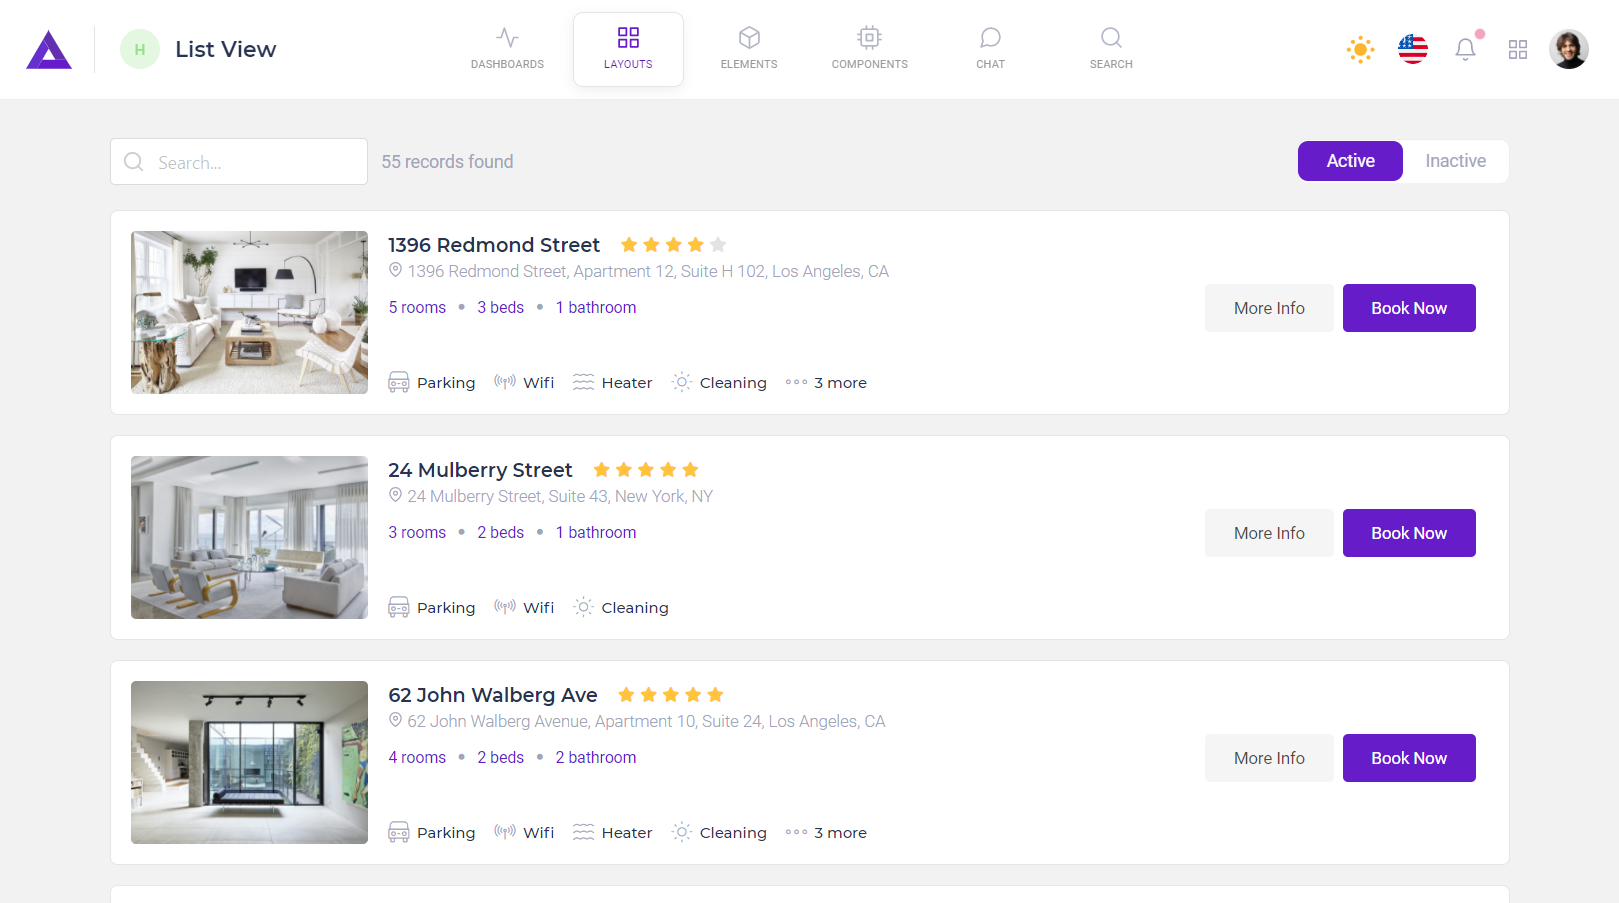 H
List View
DASHBOARDS
LAYOUTS
ELEMENTS
COMPONENTS
CHAT
SEARCH
Search...
55 records found
Active
Inactive
1396 Redmond Street
1396 Redmond Street, Apartment 12, Suite H 102, Los Angeles, CA
5 rooms • 3 beds • 1 bathroom
More Info
Book Now
Parking Wifi Heater Cleaning 3 more
24 Mulberry Street
24 Mulberry Street, Suite 43, New York, NY
3 rooms • 2 beds • 1 bathroom
More Info
Book Now
Parking Wifi Cleaning
62 John Walberg Ave
62 John Walberg Avenue, Apartment 10, Suite 24, Los Angeles, CA
4 rooms • 2 beds • 2 bathroom
More Info
Book Now
Parking Wifi Heater Cleaning 3 more